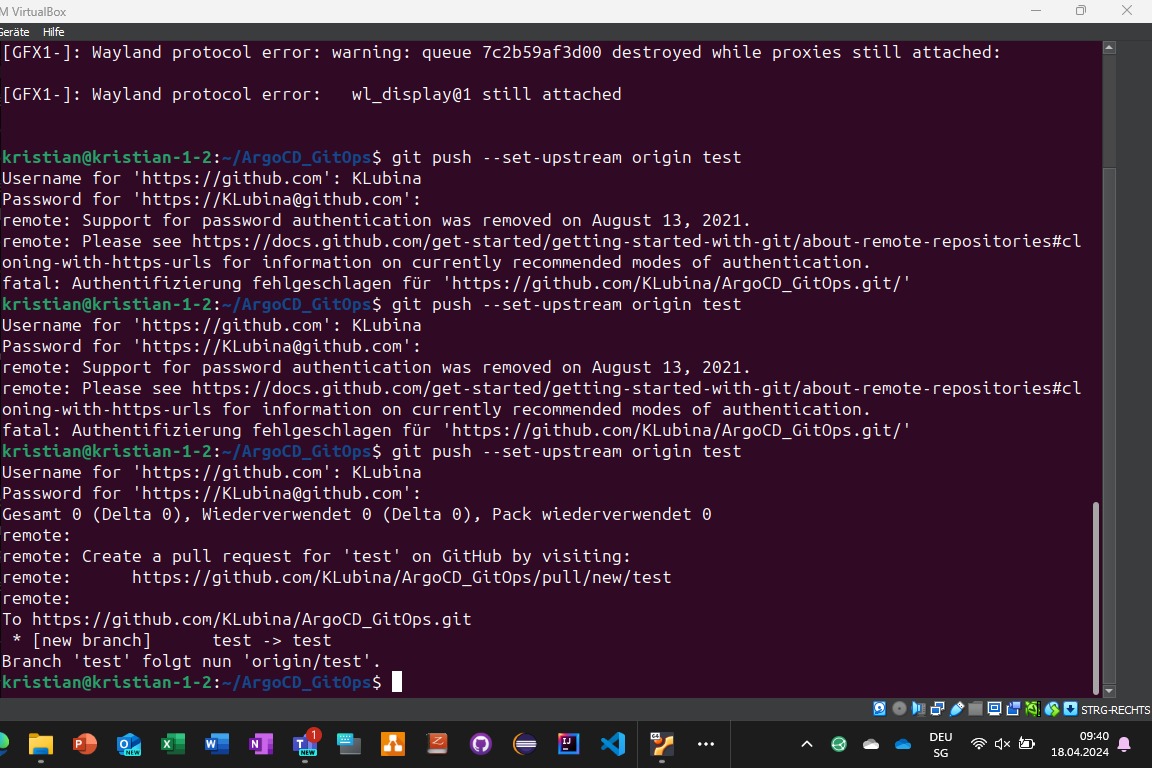 M VirtualBox
Geräte Hilfe
[GFX1-]: Wayland protocol error: warning: queue 7c2b59af3d00 destroyed while proxies still attached:
[GFX1-]: Wayland protocol error:   wl_display@1 still attached
kristian@kristian-1-2:~/ArgoCD_GitOps$ git push --set-upstream origin test
Username for 'https://github.com': KLubina
Password for 'https://KLubina@github.com':
remote: Support for password authentication was removed on August 13, 2021.
remote: Please see https://docs.github.com/get-started/getting-started-with-git/about-remote-repositories#cl
oning-with-https-urls for information on currently recommended modes of authentication.
fatal: Authentifizierung fehlgeschlagen für 'https://github.com/KLubina/ArgoCD_GitOps.git/'
kristian@kristian-1-2:~/ArgoCD_GitOps$ git push --set-upstream origin test
Username for 'https://github.com': KLubina
Password for 'https://KLubina@github.com':
remote: Support for password authentication was removed on August 13, 2021.
remote: Please see https://docs.github.com/get-started/getting-started-with-git/about-remote-repositories#cl
oning-with-https-urls for information on currently recommended modes of authentication.
fatal: Authentifizierung fehlgeschlagen für 'https://github.com/KLubina/ArgoCD_GitOps.git/'
kristian@kristian-1-2:~/ArgoCD_GitOps$ git push --set-upstream origin test
Username for 'https://github.com': KLubina
Password for 'https://KLubina@github.com':
Gesamt 0 (Delta 0), Wiederverwendet 0 (Delta 0), Pack wiederverwendet 0
remote:
remote: Create a pull request for 'test' on GitHub by visiting:
remote:      https://github.com/KLubina/ArgoCD_GitOps/pull/new/test
remote:
To https://github.com/KLubina/ArgoCD_GitOps.git
 * [new branch]      test -> test
Branch 'test' folgt nun 'origin/test'.
kristian@kristian-1-2:~/ArgoCD_GitOps$
STRG-RECHTS
DEU
SG
09:40
18.04.2024
1
NEW
NEW